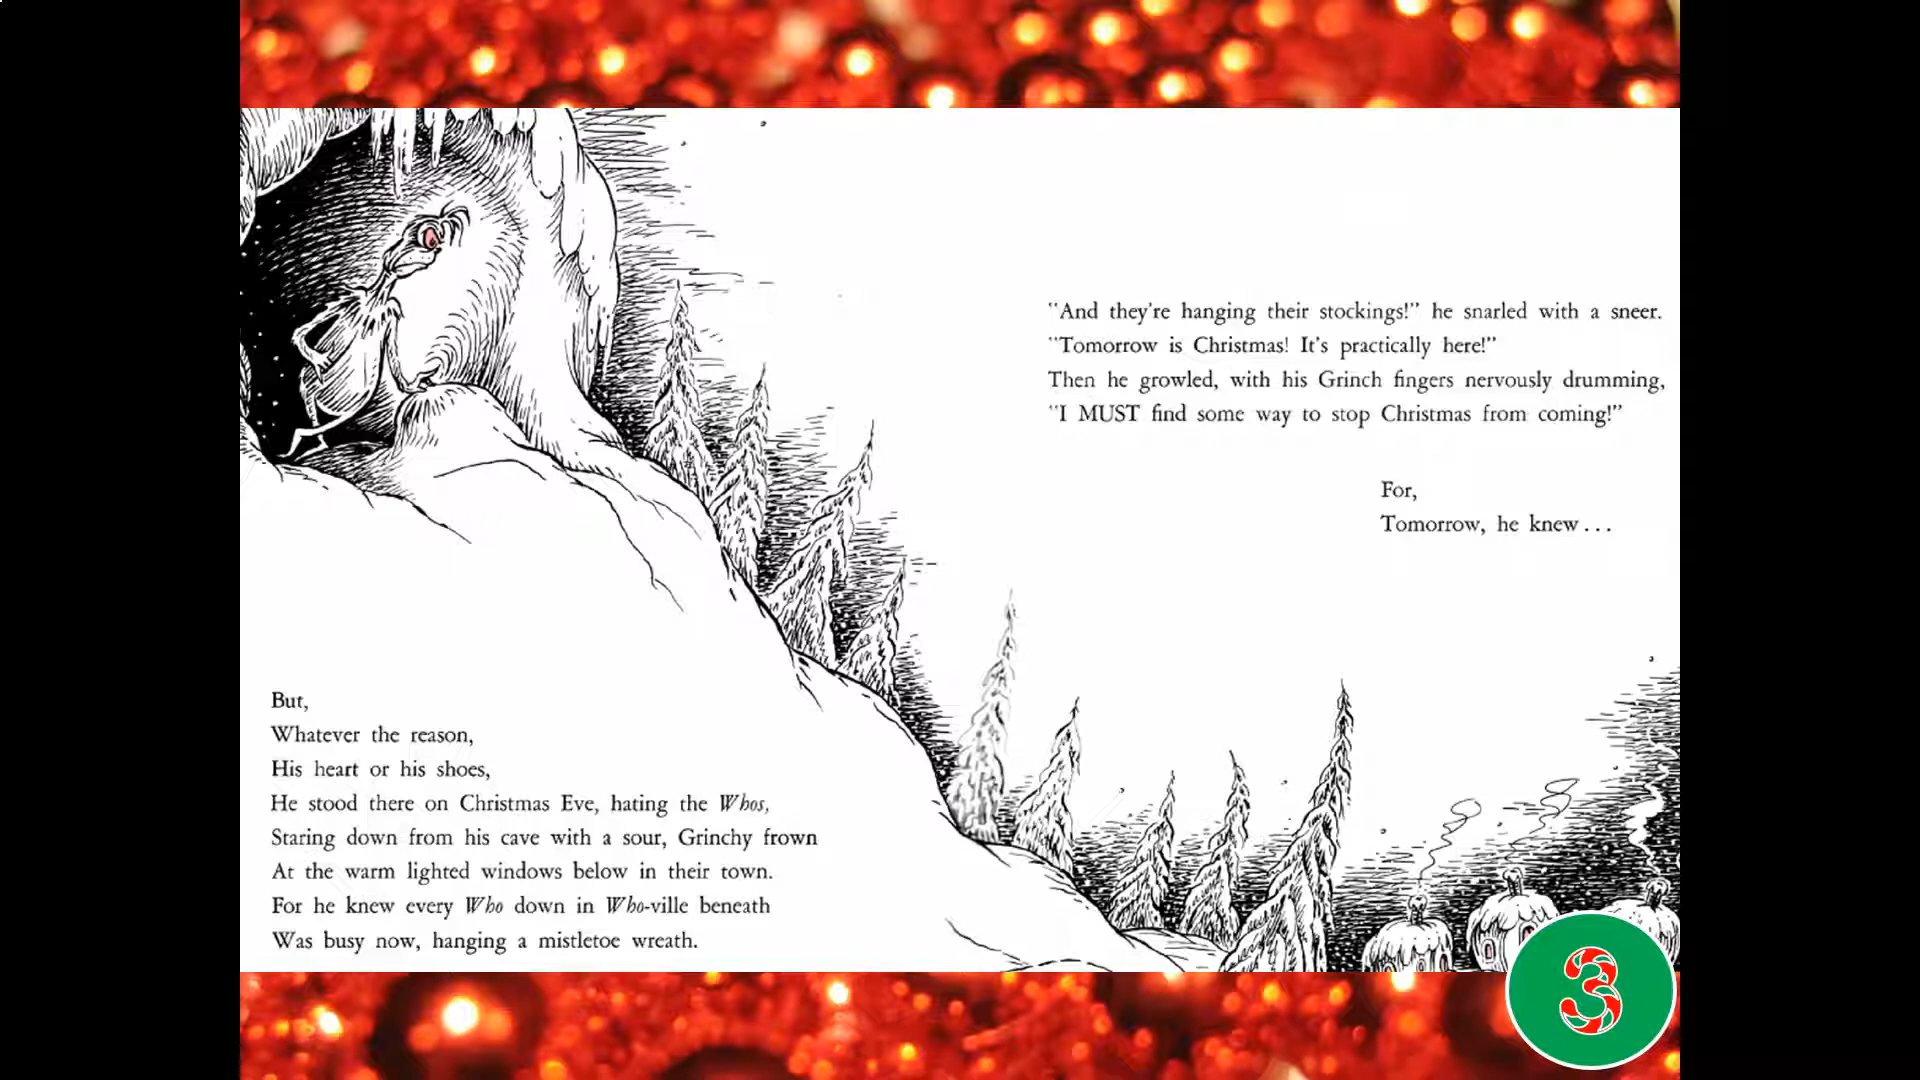 But,
Whatever the reason,
His heart or his shoes,
He stood there on Christmas Eve, hating the Whos,
Staring down from his cave with a sour, Grinchy frown
At the warm lighted windows below in their town.
For he knew every Who down in Who-ville beneath
Was busy now, hanging a mistletoe wreath.
"And they're hanging their stockings!" he snarled with a sneer.
"Tomorrow is Christmas! It's practically here!"
Then he growled, with his Grinch fingers nervously drumming,
"I MUST find some way to stop Christmas from coming!"
For,
Tomorrow, he knew...
3